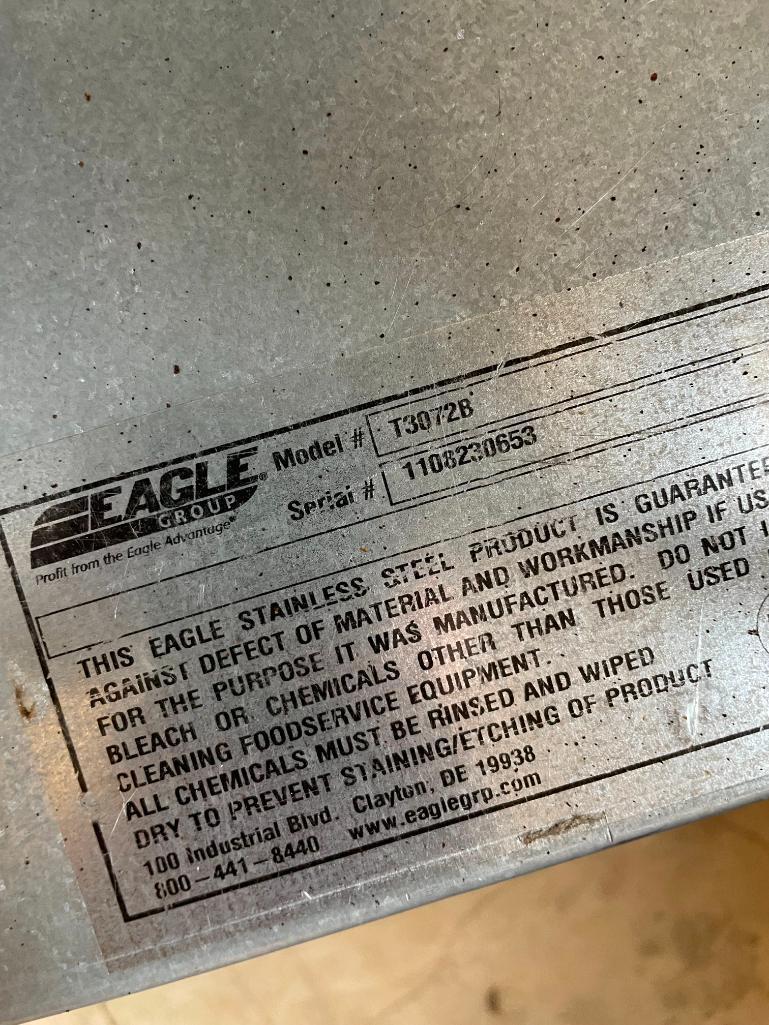 EAGLE®
GROUP
Profit from the Eagle Advantage®
Model # T3072B
Serial # 1108230653
THIS EAGLE STAINLESS STEEL PRODUCT IS GUARANTEE
AGAINST DEFECT OF MATERIAL AND WORKMANSHIP IF US
FOR THE PURPOSE IT WAS MANUFACTURED. DO NOT
BLEACH OR CHEMICALS OTHER THAN THOSE USED
CLEANING FOODSERVICE EQUIPMENT.
ALL CHEMICALS MUST BE RINSED AND WIPED
DRY TO PREVENT STAINING/ETCHING OF PRODUCT
100 Industrial Blvd. Clayton, DE 19938
800-441-8440 www.eaglegrp.com